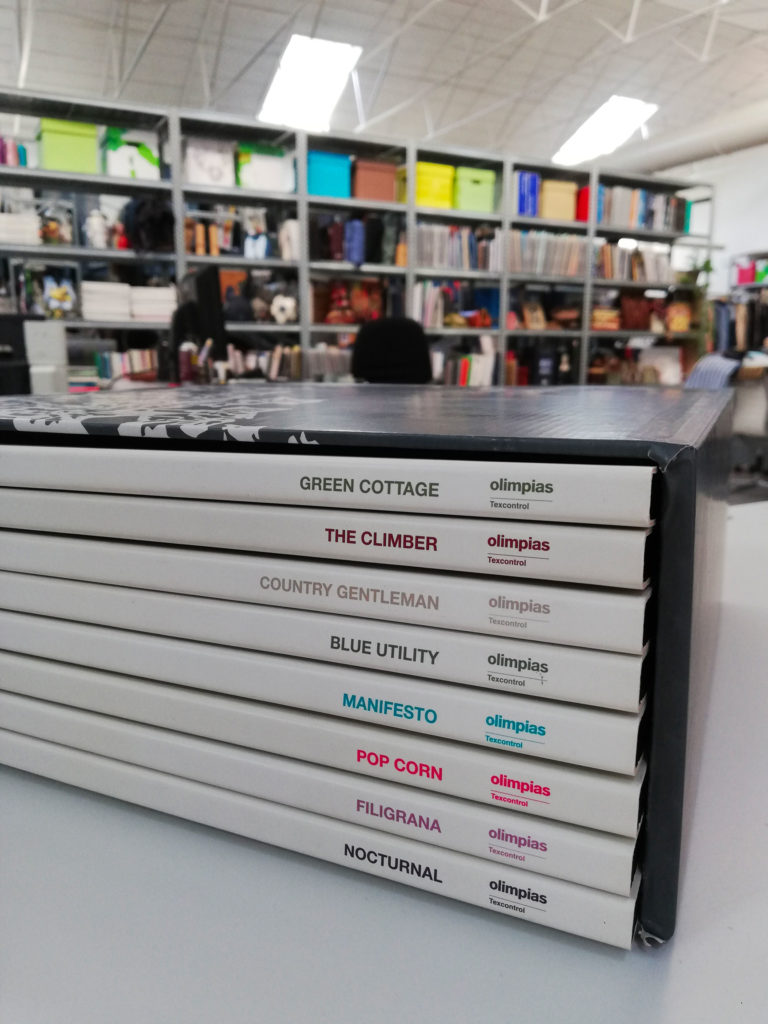 GREEN COTTAGE olimpias
Texcontrol
THE CLIMBER olimpias
Texcontrol
COUNTRY GENTLEMAN olimpias
Texcontrol
BLUE UTILITY olimpias
Texcontrol
MANIFESTO olimpias
Texcontrol
POP CORN olimpias
Texcontrol
FILIGRANA olimpias
Texcontrol
NOCTURNAL olimpias
Texcontrol